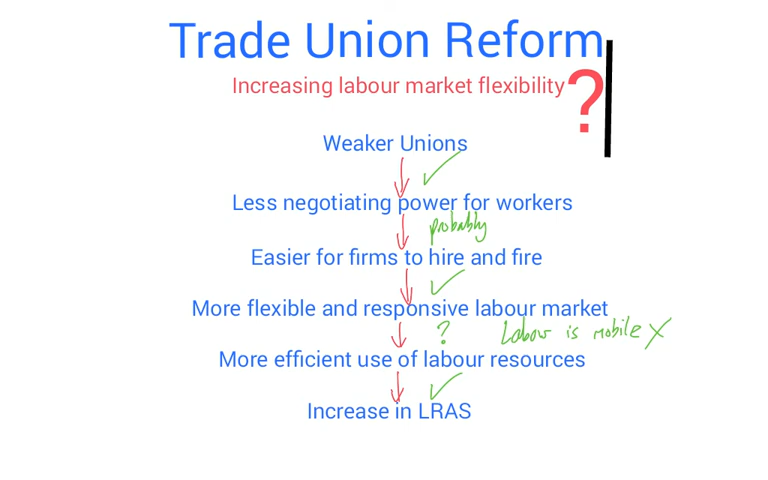 Trade Union Reform
Increasing labour market flexibility ?
Weaker Unions
Less negotiating power for workers
probably
Easier for firms to hire and fire
More flexible and responsive labour market
? Labour is mobile X
More efficient use of labour resources
Increase in LRAS